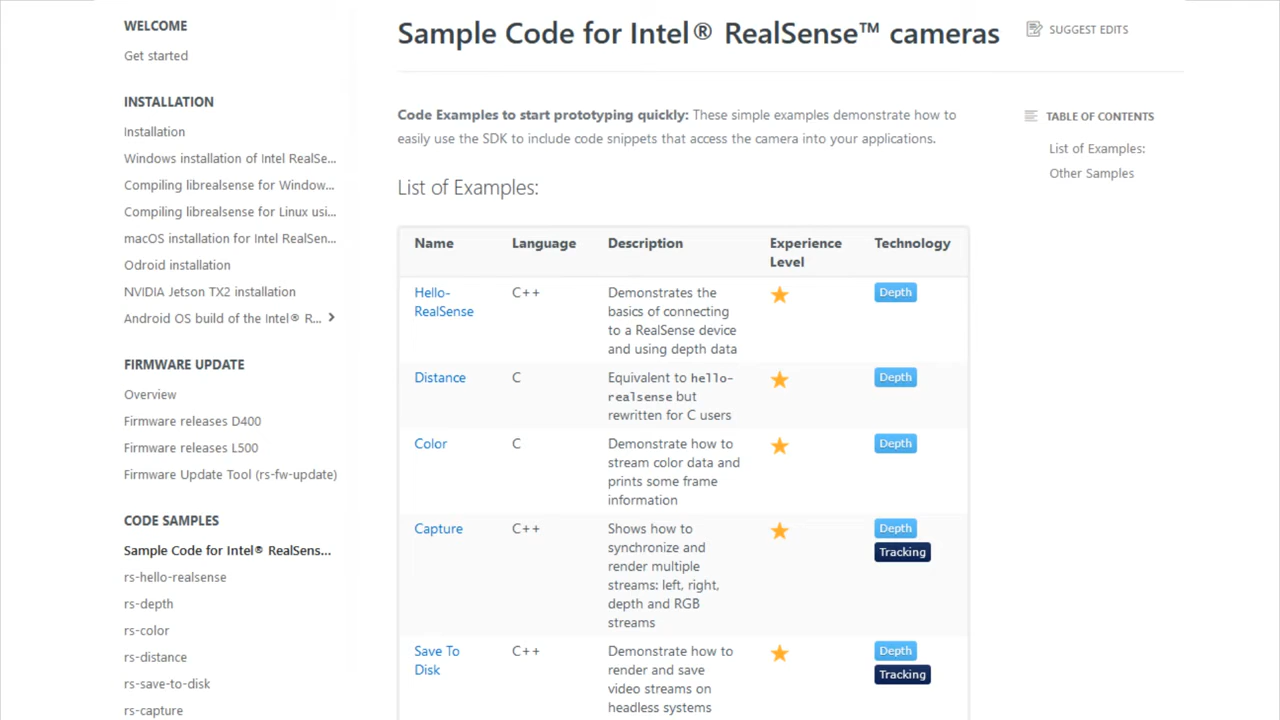 WELCOME
Get started
INSTALLATION
Installation
Windows installation of Intel RealSe...
Compiling librealsense for Window...
Compiling librealsense for Linux usi...
macOS installation for Intel RealSen...
Odroid installation
NVIDIA Jetson TX2 installation
Android OS build of the Intel® R...
FIRMWARE UPDATE
Overview
Firmware releases D400
Firmware releases L500
Firmware Update Tool (rs-fw-update)
CODE SAMPLES
Sample Code for Intel® RealSens...
rs-hello-realsense
rs-depth
rs-color
rs-distance
rs-save-to-disk
rs-capture
Sample Code for Intel® RealSense™ cameras
Code Examples to start prototyping quickly: These simple examples demonstrate how to
easily use the SDK to include code snippets that access the camera into your applications.
List of Examples:
Name Language Description Experience Level Technology
Hello-
RealSense
C++
Demonstrates the
basics of connecting
to a RealSense device
and using depth data
Depth
Distance
C
Equivalent to hello-
realsense but
rewritten for C users
Depth
Color
C
Demonstrate how to
stream color data and
prints some frame
information
Depth
Capture
C++
Shows how to
synchronize and
render multiple
streams: left, right,
depth and RGB
streams
Depth
Tracking
Save To
Disk
C++
Demonstrate how to
render and save
video streams on
headless systems
Depth
Tracking
SUGGEST EDITS
TABLE OF CONTENTS
List of Examples:
Other Samples